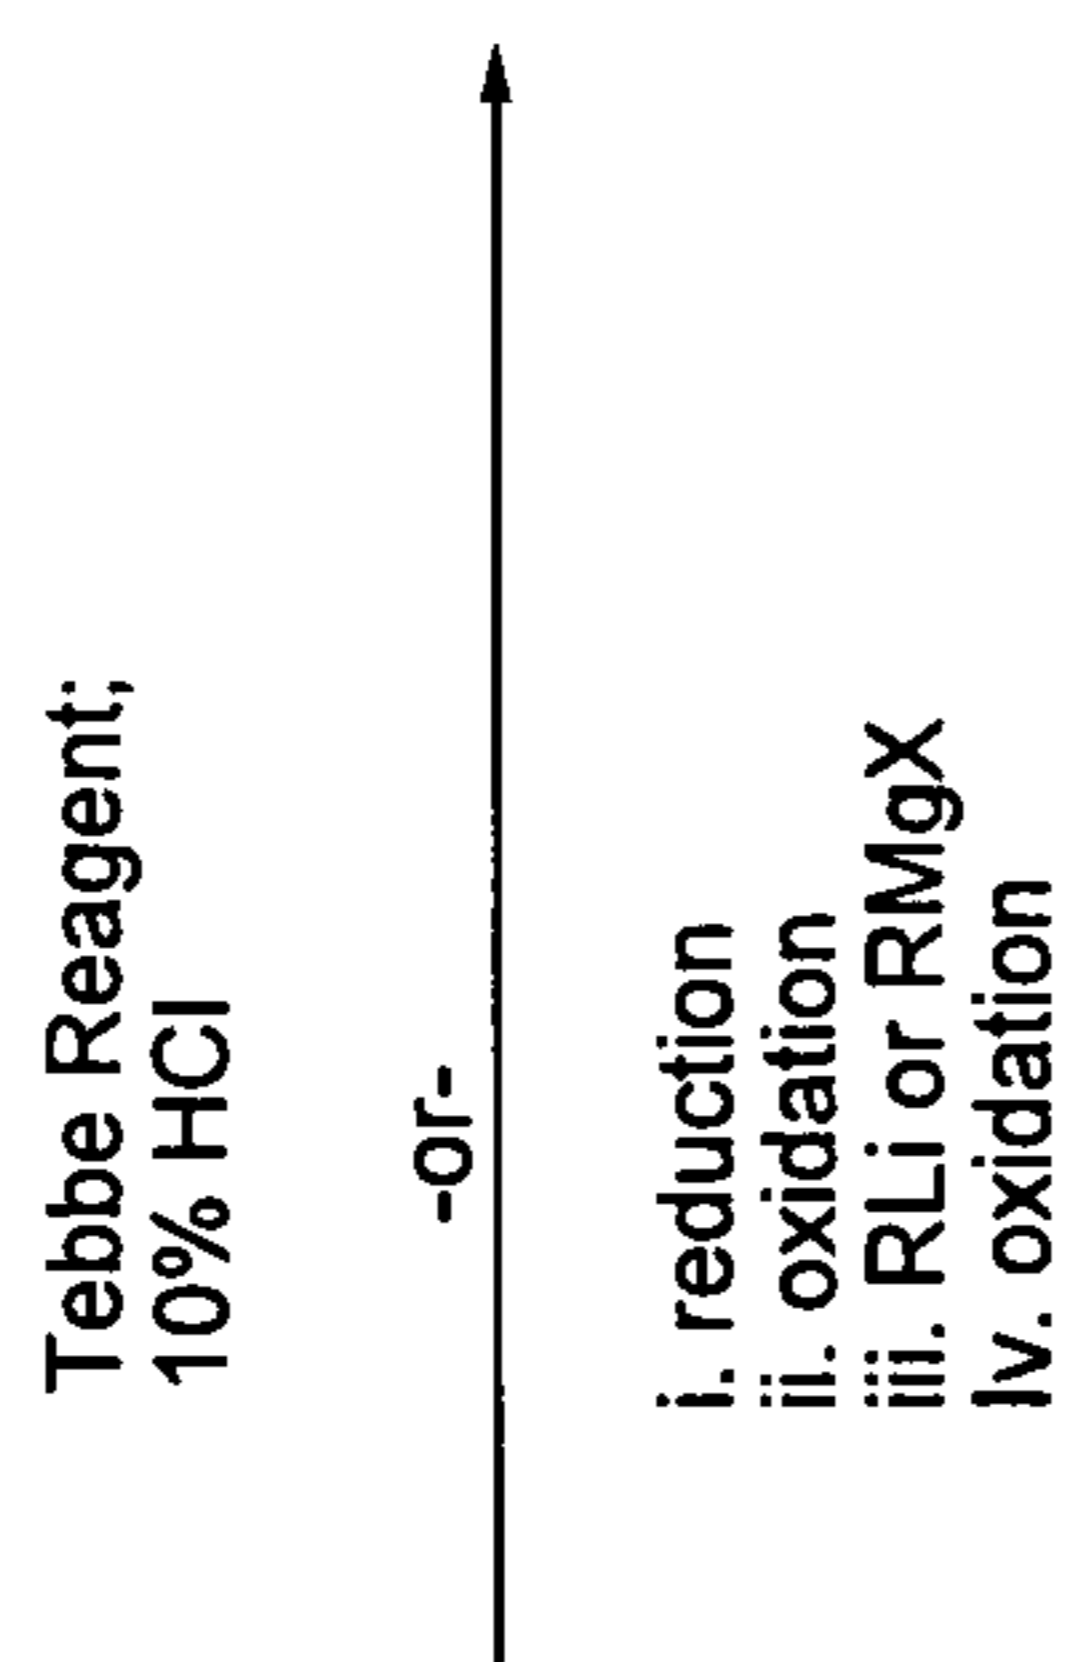 Tebbe Reagent;
10% HCl
-or-
i. reduction
ii. oxidation
iii. RLi or RMgX
Iv. oxidation